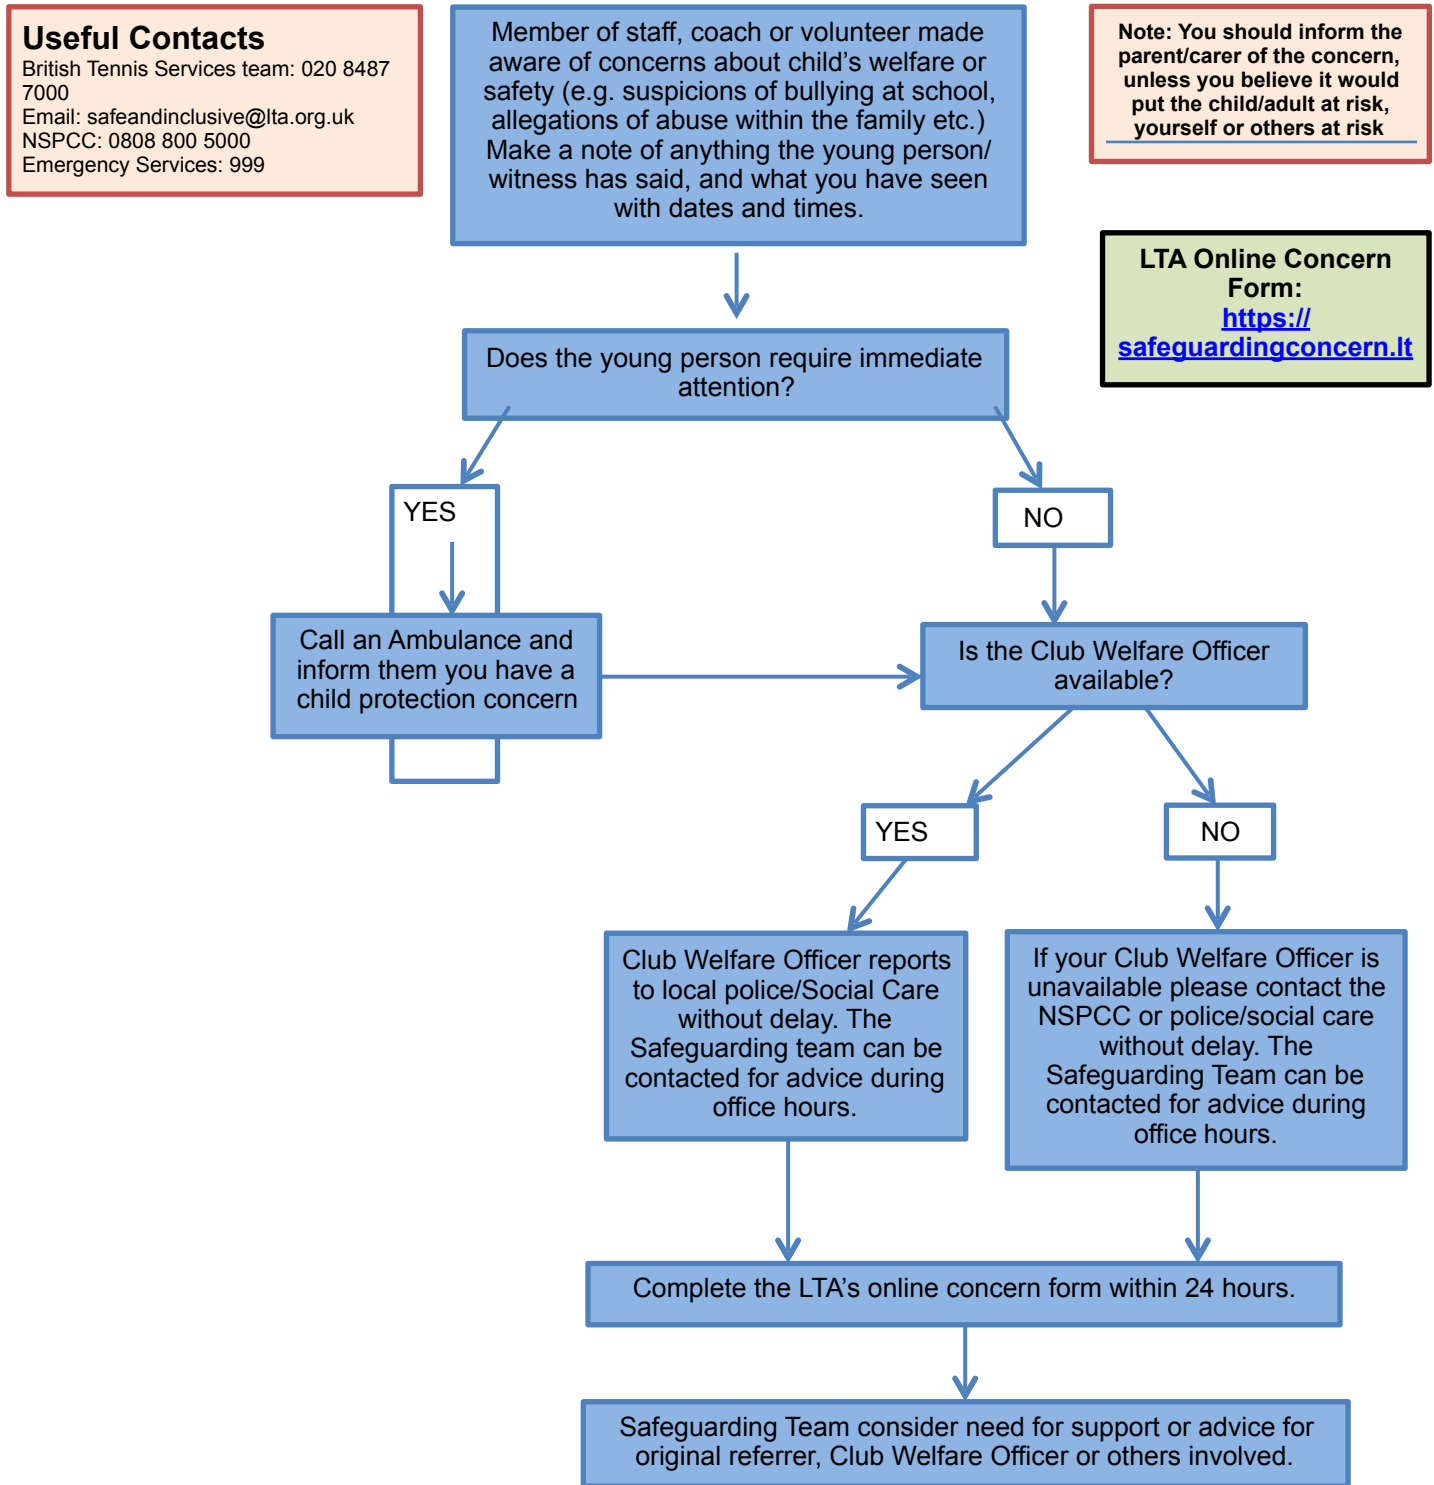 Useful Contacts
British Tennis Services team: 020 8487
7000
Email: safeandinclusive@lta.org.uk
NSPCC: 0808 800 5000
Emergency Services: 999
Member of staff, coach or volunteer made
aware of concerns about child’s welfare or
safety (e.g. suspicions of bullying at school,
allegations of abuse within the family etc.)
Make a note of anything the young person/
witness has said, and what you have seen
with dates and times.
Note: You should inform the
parent/carer of the concern,
unless you believe it would
put the child/adult at risk,
yourself or others at risk
LTA Online Concern
Form:
https://
safeguardingconcern.lt
Does the young person require immediate
attention?
YES
NO
Call an Ambulance and
inform them you have a
child protection concern
Is the Club Welfare Officer
available?
YES
NO
Club Welfare Officer reports
to local police/Social Care
without delay. The
Safeguarding team can be
contacted for advice during
office hours.
If your Club Welfare Officer is
unavailable please contact the
NSPCC or police/social care
without delay. The
Safeguarding Team can be
contacted for advice during
office hours.
Complete the LTA’s online concern form within 24 hours.
Safeguarding Team consider need for support or advice for
original referrer, Club Welfare Officer or others involved.